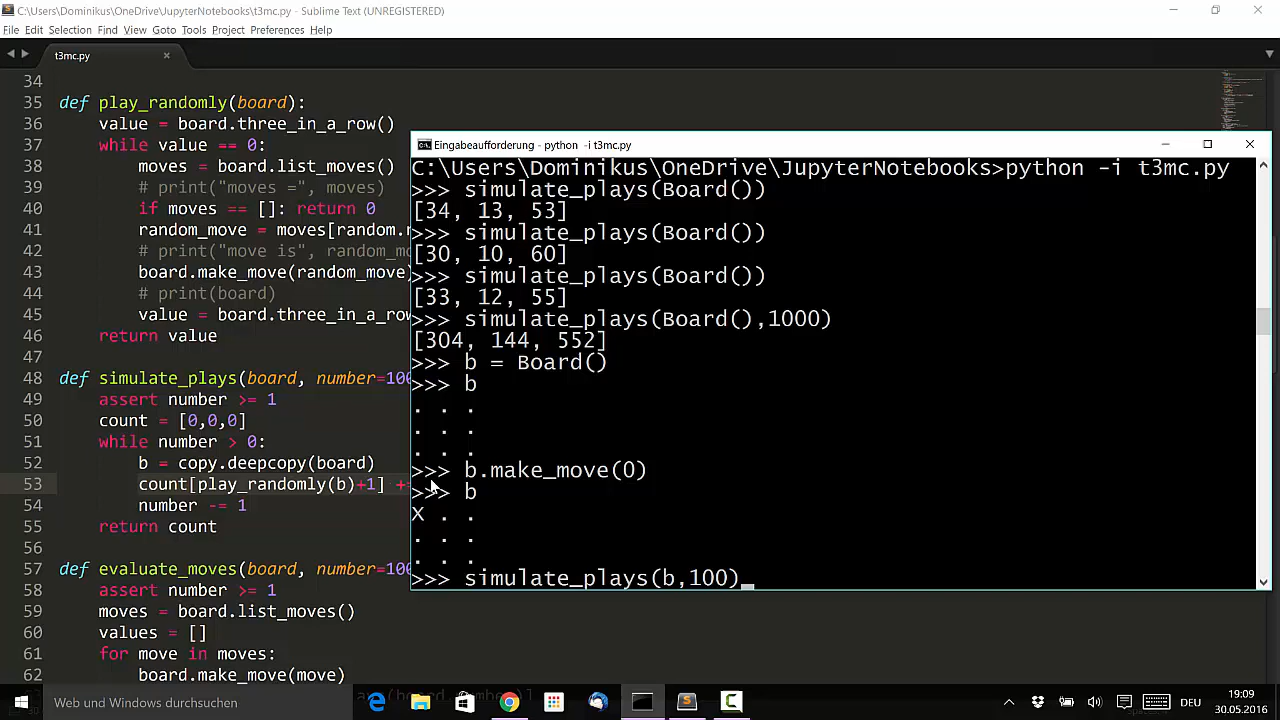 C:\Users\Dominikus\OneDrive\JupyterNotebooks\t3mc.py - Sublime Text (UNREGISTERED)
File Edit Selection Find View Goto Tools Project Preferences Help
t3mc.py
34
35 def play_randomly(board):
36 value = board.three_in_a_row()
37 while value == 0:
38 moves = board.list_moves()
39 # print("moves =", moves)
40 if moves == []: return 0
41 random_move = moves[random.
42 # print("move is", random_mo
43 board.make_move(random_move)
44 # print(board)
45 value = board.three_in_a_row
46 return value
47
48 def simulate_plays(board, number=100
49 assert number >= 1
50 count = [0,0,0]
51 while number > 0:
52 b = copy.deepcopy(board)
53 count[play_randomly(b)+1] +=
54 number -= 1
55 return count
56
57 def evaluate_moves(board, number=100
58 assert number >= 1
59 moves = board.list_moves()
60 values = []
61 for move in moves:
62 board.make_move(move)
Eingabeaufforderung - python -i t3mc.py
C:\Users\Dominikus\OneDrive\JupyterNotebooks>python -i t3mc.py
>>> simulate_plays(Board())
[34, 13, 53]
>>> simulate_plays(Board())
[30, 10, 60]
>>> simulate_plays(Board())
[33, 12, 55]
>>> simulate_plays(Board(),1000)
[304, 144, 552]
>>> b = Board()
>>> b
. . .
. . .
. . .
>>> b.make_move(0)
>>> b
X . .
. . .
. . .
>>> simulate_plays(b,100)
Web und Windows durchsuchen
DEU
19:09
30.05.2016